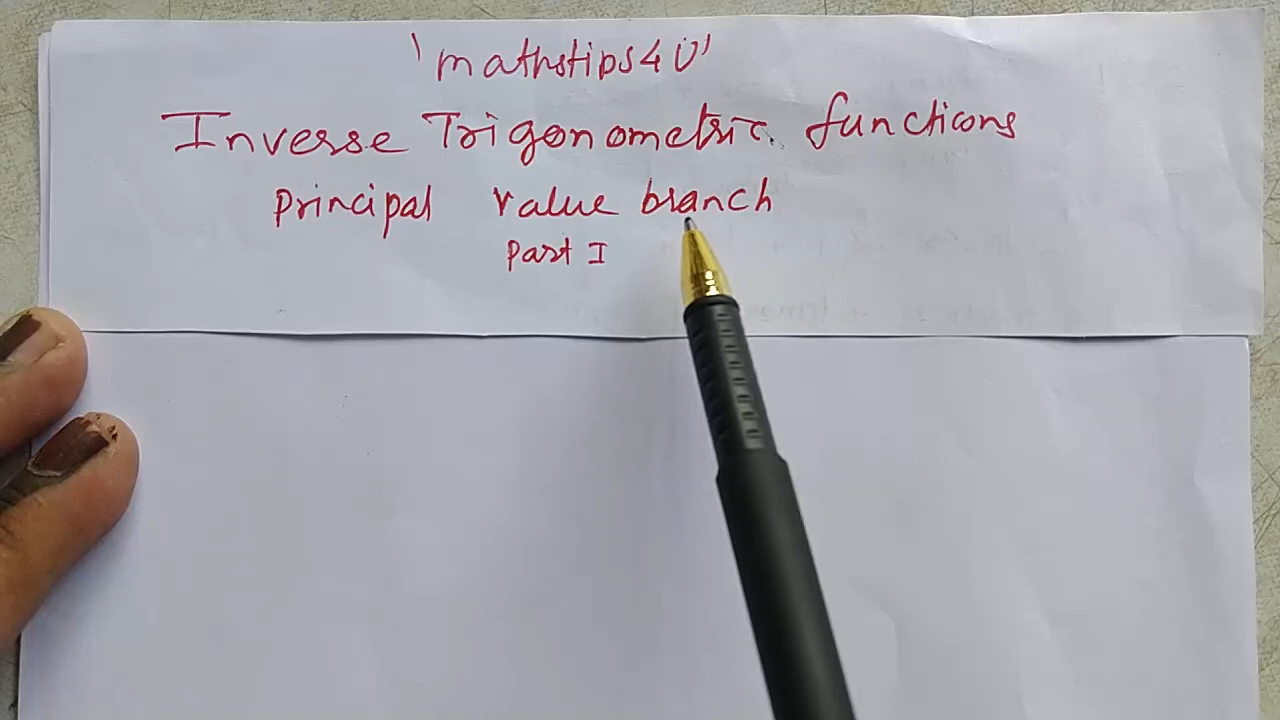 'mathstips4U'
Inverse Trigonometric functions
Principal value branch
Part I